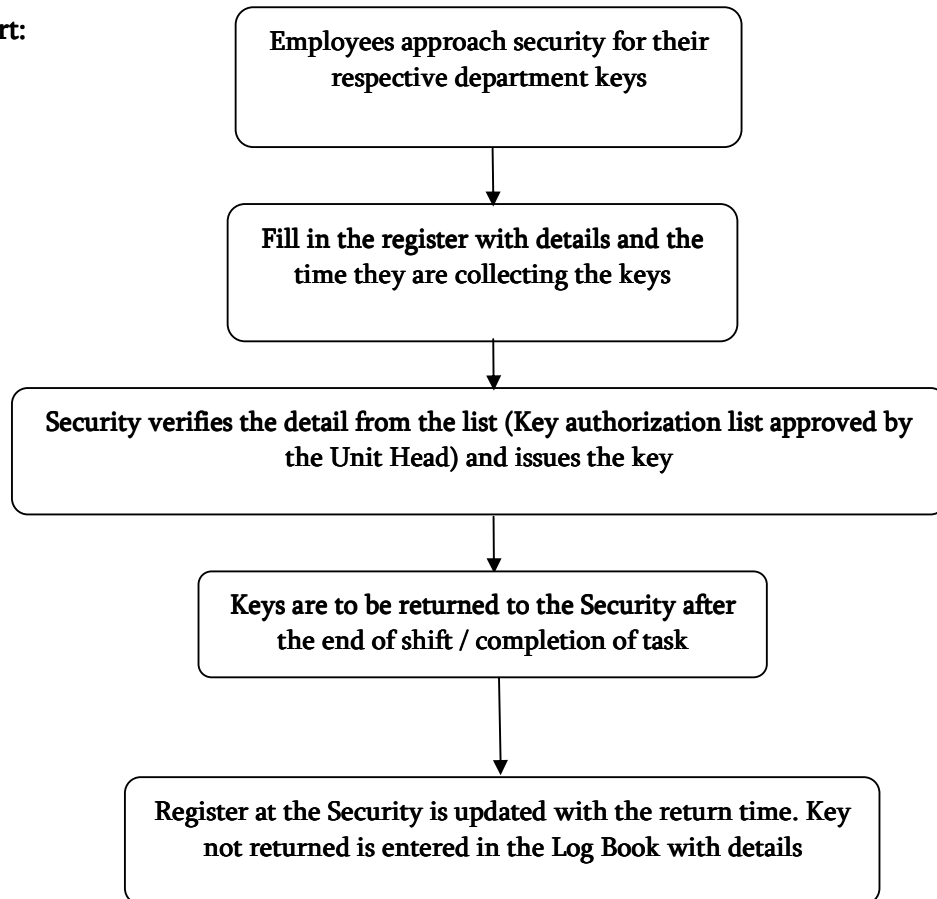 rt:
Employees approach security for their
respective department keys
Fill in the register with details and the
time they are collecting the keys
Security verifies the detail from the list (Key authorization list approved by
the Unit Head) and issues the key
Keys are to be returned to the Security after
the end of shift / completion of task
Register at the Security is updated with the return time. Key
not returned is entered in the Log Book with details